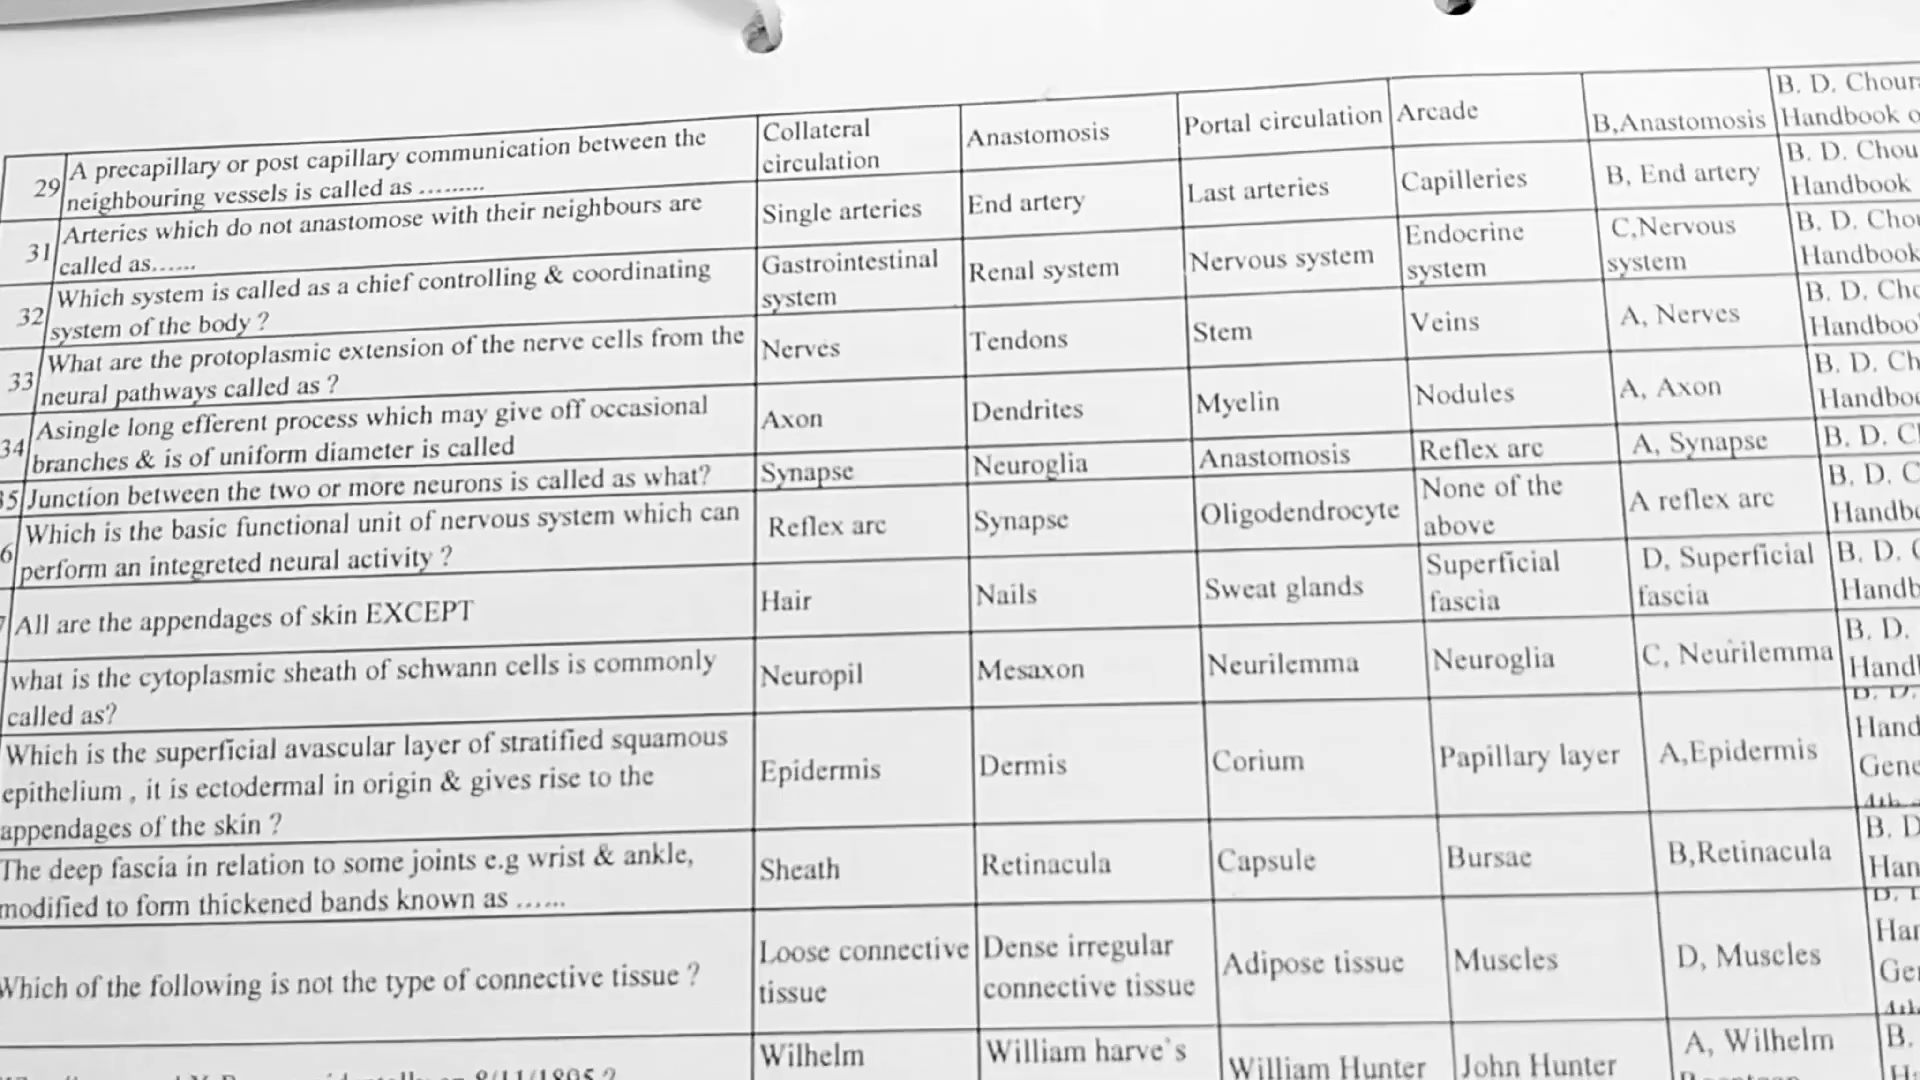 29 A precapillary or post capillary communication between the neighbouring vessels is called as ......... Collateral circulation Anastomosis Portal circulation Arcade B,Anastomosis B. D. Handbook
31 Arteries which do not anastomose with their neighbours are called as...... Single arteries End artery Last arteries Capilleries B, End artery B. D. Handbook
32 Which system is called as a chief controlling & coordinating system of the body ? Gastrointestinal system Renal system Nervous system Endocrine system C,Nervous system B. D. Handbook
33 What are the protoplasmic extension of the nerve cells from the neural pathways called as ? Nerves Tendons Stem Veins A, Nerves B. D.
34 Asingle long efferent process which may give off occasional branches & is of uniform diameter is called Axon Dendrites Myelin Nodules A, Axon B. D.
Junction between the two or more neurons is called as what? Synapse Neuroglia Anastomosis Reflex arc A, Synapse B. D.
Which is the basic functional unit of nervous system which can perform an integreted neural activity ? Reflex arc Synapse Oligodendrocyte None of the above A reflex arc B. D.
All are the appendages of skin EXCEPT Hair Nails Sweat glands Superficial fascia D, Superficial fascia B. D.
what is the cytoplasmic sheath of schwann cells is commonly called as? Neuropil Mesaxon Neurilemma Neuroglia C, Neurilemma B. D.
Which is the superficial avascular layer of stratified squamous epithelium , it is ectodermal in origin & gives rise to the appendages of the skin ? Epidermis Dermis Corium Papillary layer A,Epidermis
The deep fascia in relation to some joints e.g wrist & ankle, modified to form thickened bands known as ...... Sheath Retinacula Capsule Bursae B,Retinacula B.
Which of the following is not the type of connective tissue ? Loose connective tissue Dense irregular connective tissue Adipose tissue Muscles D, Muscles
8/11/1895 ? Wilhelm William harve's William Hunter John Hunter A, Wilhelm B.